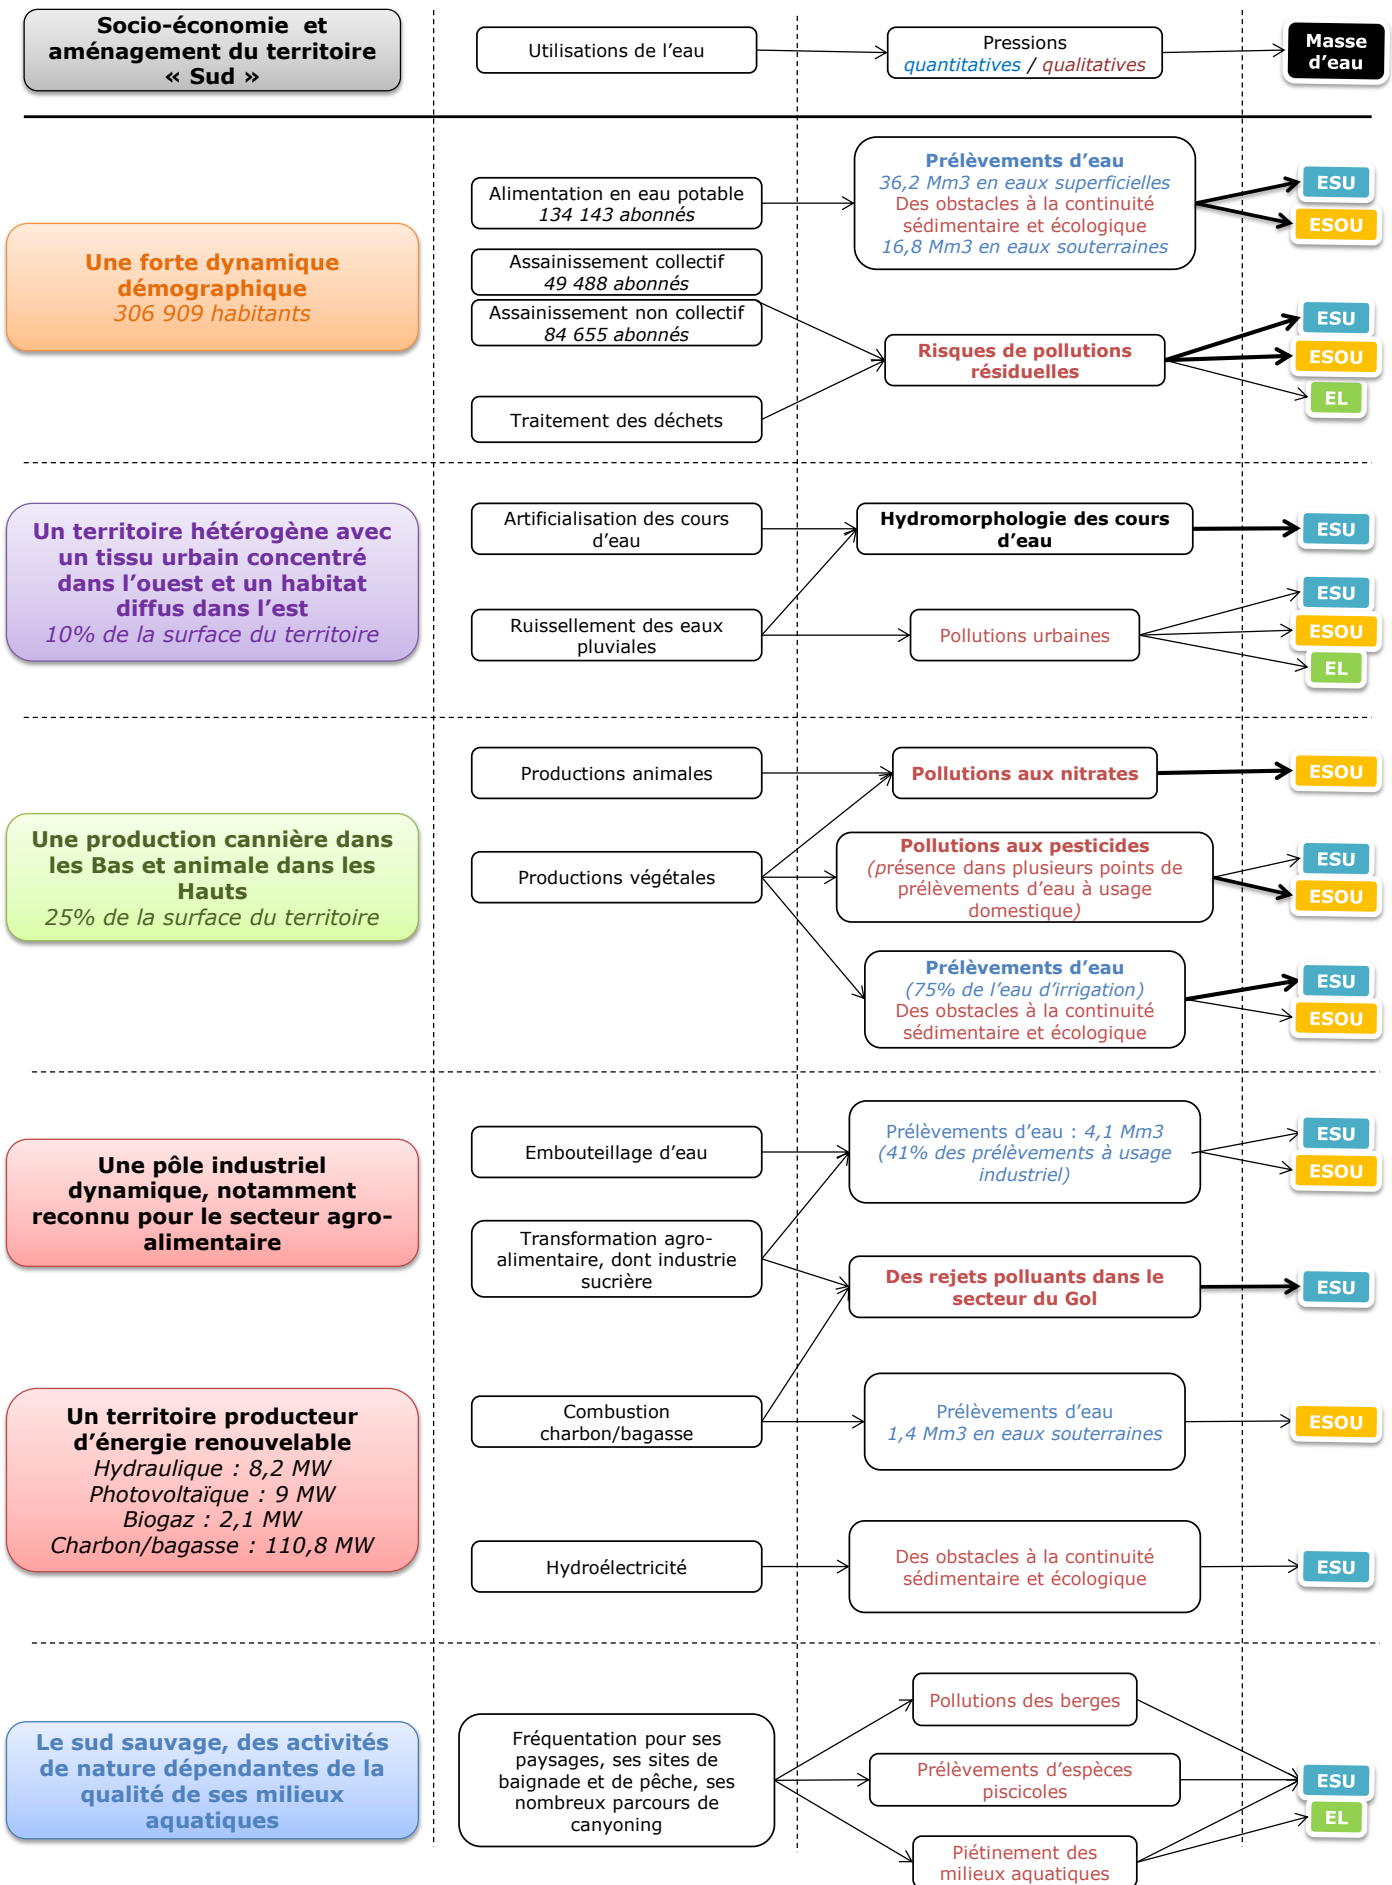 Socio-économie et
aménagement du territoire
« Sud »
Utilisations de l'eau
Pressions
quantitatives / qualitatives
Masse
d'eau
Une forte dynamique
démographique
306 909 habitants
Alimentation en eau potable
134 143 abonnés
Assainissement collectif
49 488 abonnés
Assainissement non collectif
84 655 abonnés
Traitement des déchets
Prélèvements d'eau
36,2 Mm3 en eaux superficielles
Des obstacles à la continuité
sédimentaire et écologique
16,8 Mm3 en eaux souterraines
Risques de pollutions
résiduelles
ESU
ESOU
ESU
ESOU
EL
Un territoire hétérogène avec
un tissu urbain concentré
dans l'ouest et un habitat
diffus dans l'est
10% de la surface du territoire
Artificialisation des cours
d'eau
Ruissellement des eaux
pluviales
Hydromorphologie des cours
d'eau
Pollutions urbaines
ESU
ESU
ESOU
EL
Une production cannière dans
les Bas et animale dans les
Hauts
25% de la surface du territoire
Productions animales
Productions végétales
Pollutions aux nitrates
Pollutions aux pesticides
(présence dans plusieurs points de
prélèvements d'eau à usage
domestique)
Prélèvements d'eau
(75% de l'eau d'irrigation)
Des obstacles à la continuité
sédimentaire et écologique
ESOU
ESU
ESOU
ESU
ESOU
Une pôle industriel
dynamique, notamment
reconnu pour le secteur agro-
alimentaire
Embouteillage d'eau
Transformation agro-
alimentaire, dont industrie
sucrière
Prélèvements d'eau : 4,1 Mm3
(41% des prélèvements à usage
industriel)
Des rejets polluants dans le
secteur du Gol
ESU
ESOU
ESU
Un territoire producteur
d'énergie renouvelable
Hydraulique : 8,2 MW
Photovoltaïque : 9 MW
Biogaz : 2,1 MW
Charbon/bagasse : 110,8 MW
Combustion
charbon/bagasse
Hydroélectricité
Prélèvements d'eau
1,4 Mm3 en eaux souterraines
Des obstacles à la continuité
sédimentaire et écologique
ESOU
ESU
Le sud sauvage, des activités
de nature dépendantes de la
qualité de ses milieux
aquatiques
Fréquentation pour ses
paysages, ses sites de
baignade et de pêche, ses
nombreux parcours de
canyoning
Pollutions des berges
Prélèvements d'espèces
piscicoles
Piétinement des
milieux aquatiques
ESU
EL